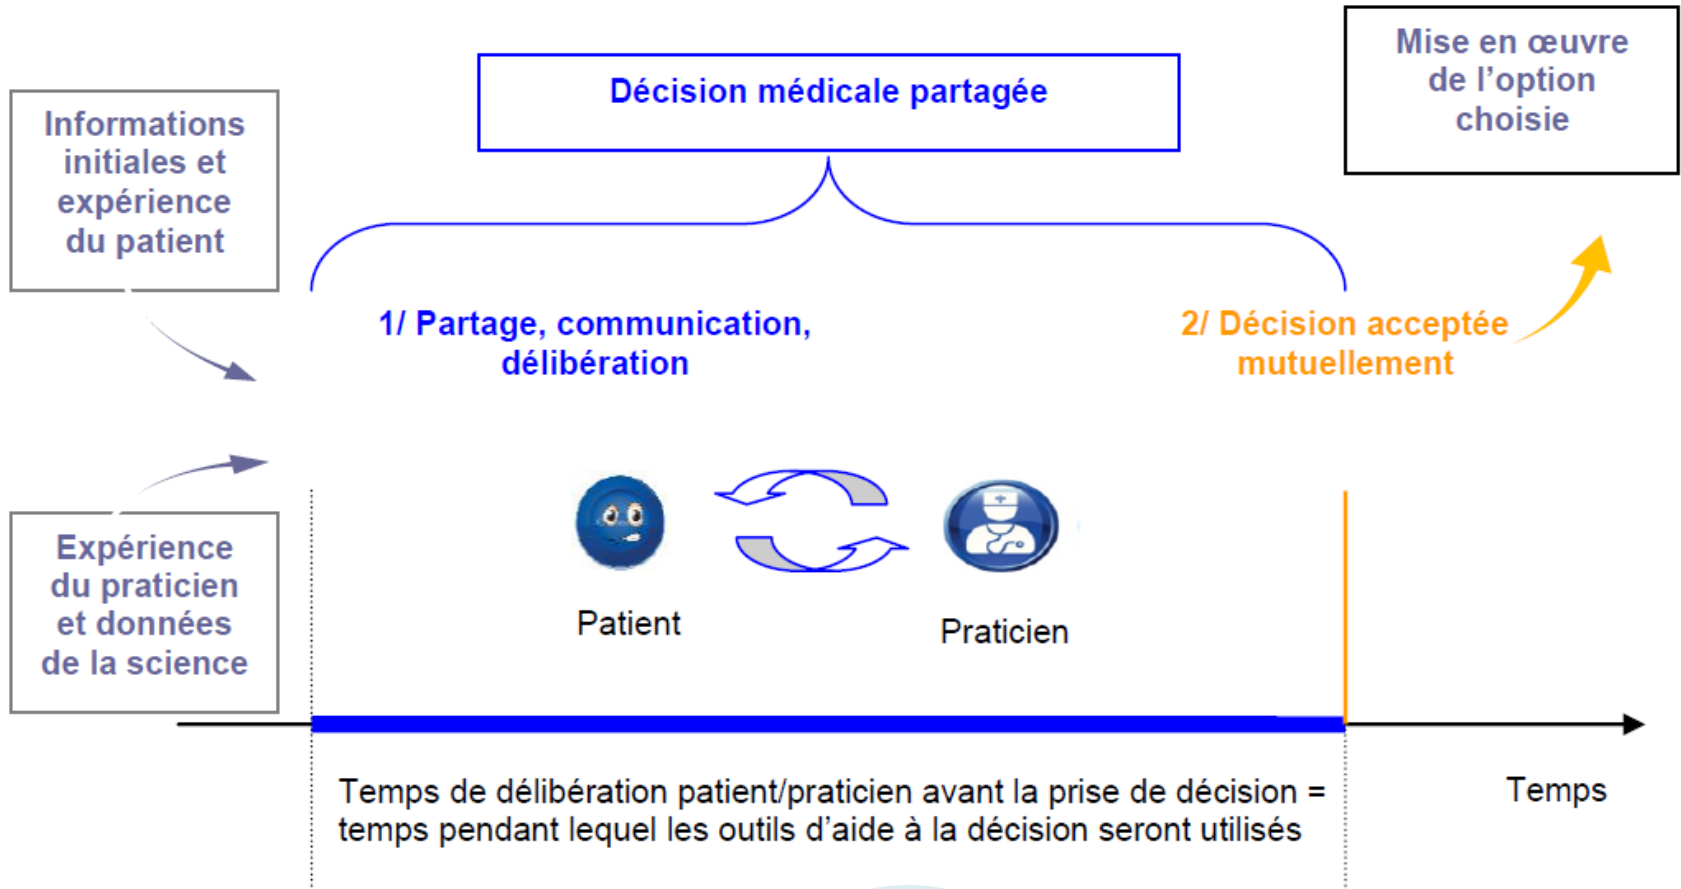 Décision médicale partagée
Mise en œuvre
de l'option
choisie
Informations
initiales et
expérience
du patient
1/ Partage, communication,
délibération
2/ Décision acceptée
mutuellement
Expérience
du praticien
et données
de la science
Patient
Praticien
Temps de délibération patient/praticien avant la prise de décision =
temps pendant lequel les outils d'aide à la décision seront utilisés
Temps